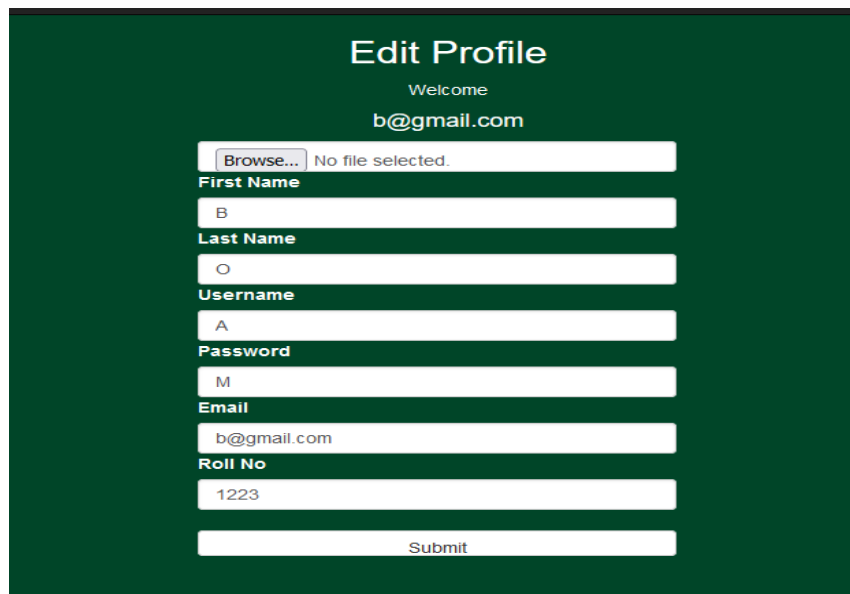 Edit Profile
Welcome
b@gmail.com
Browse... No file selected.
First Name
B
Last Name
O
Username
A
Password
M
Email
b@gmail.com
Roll No
1223
Submit